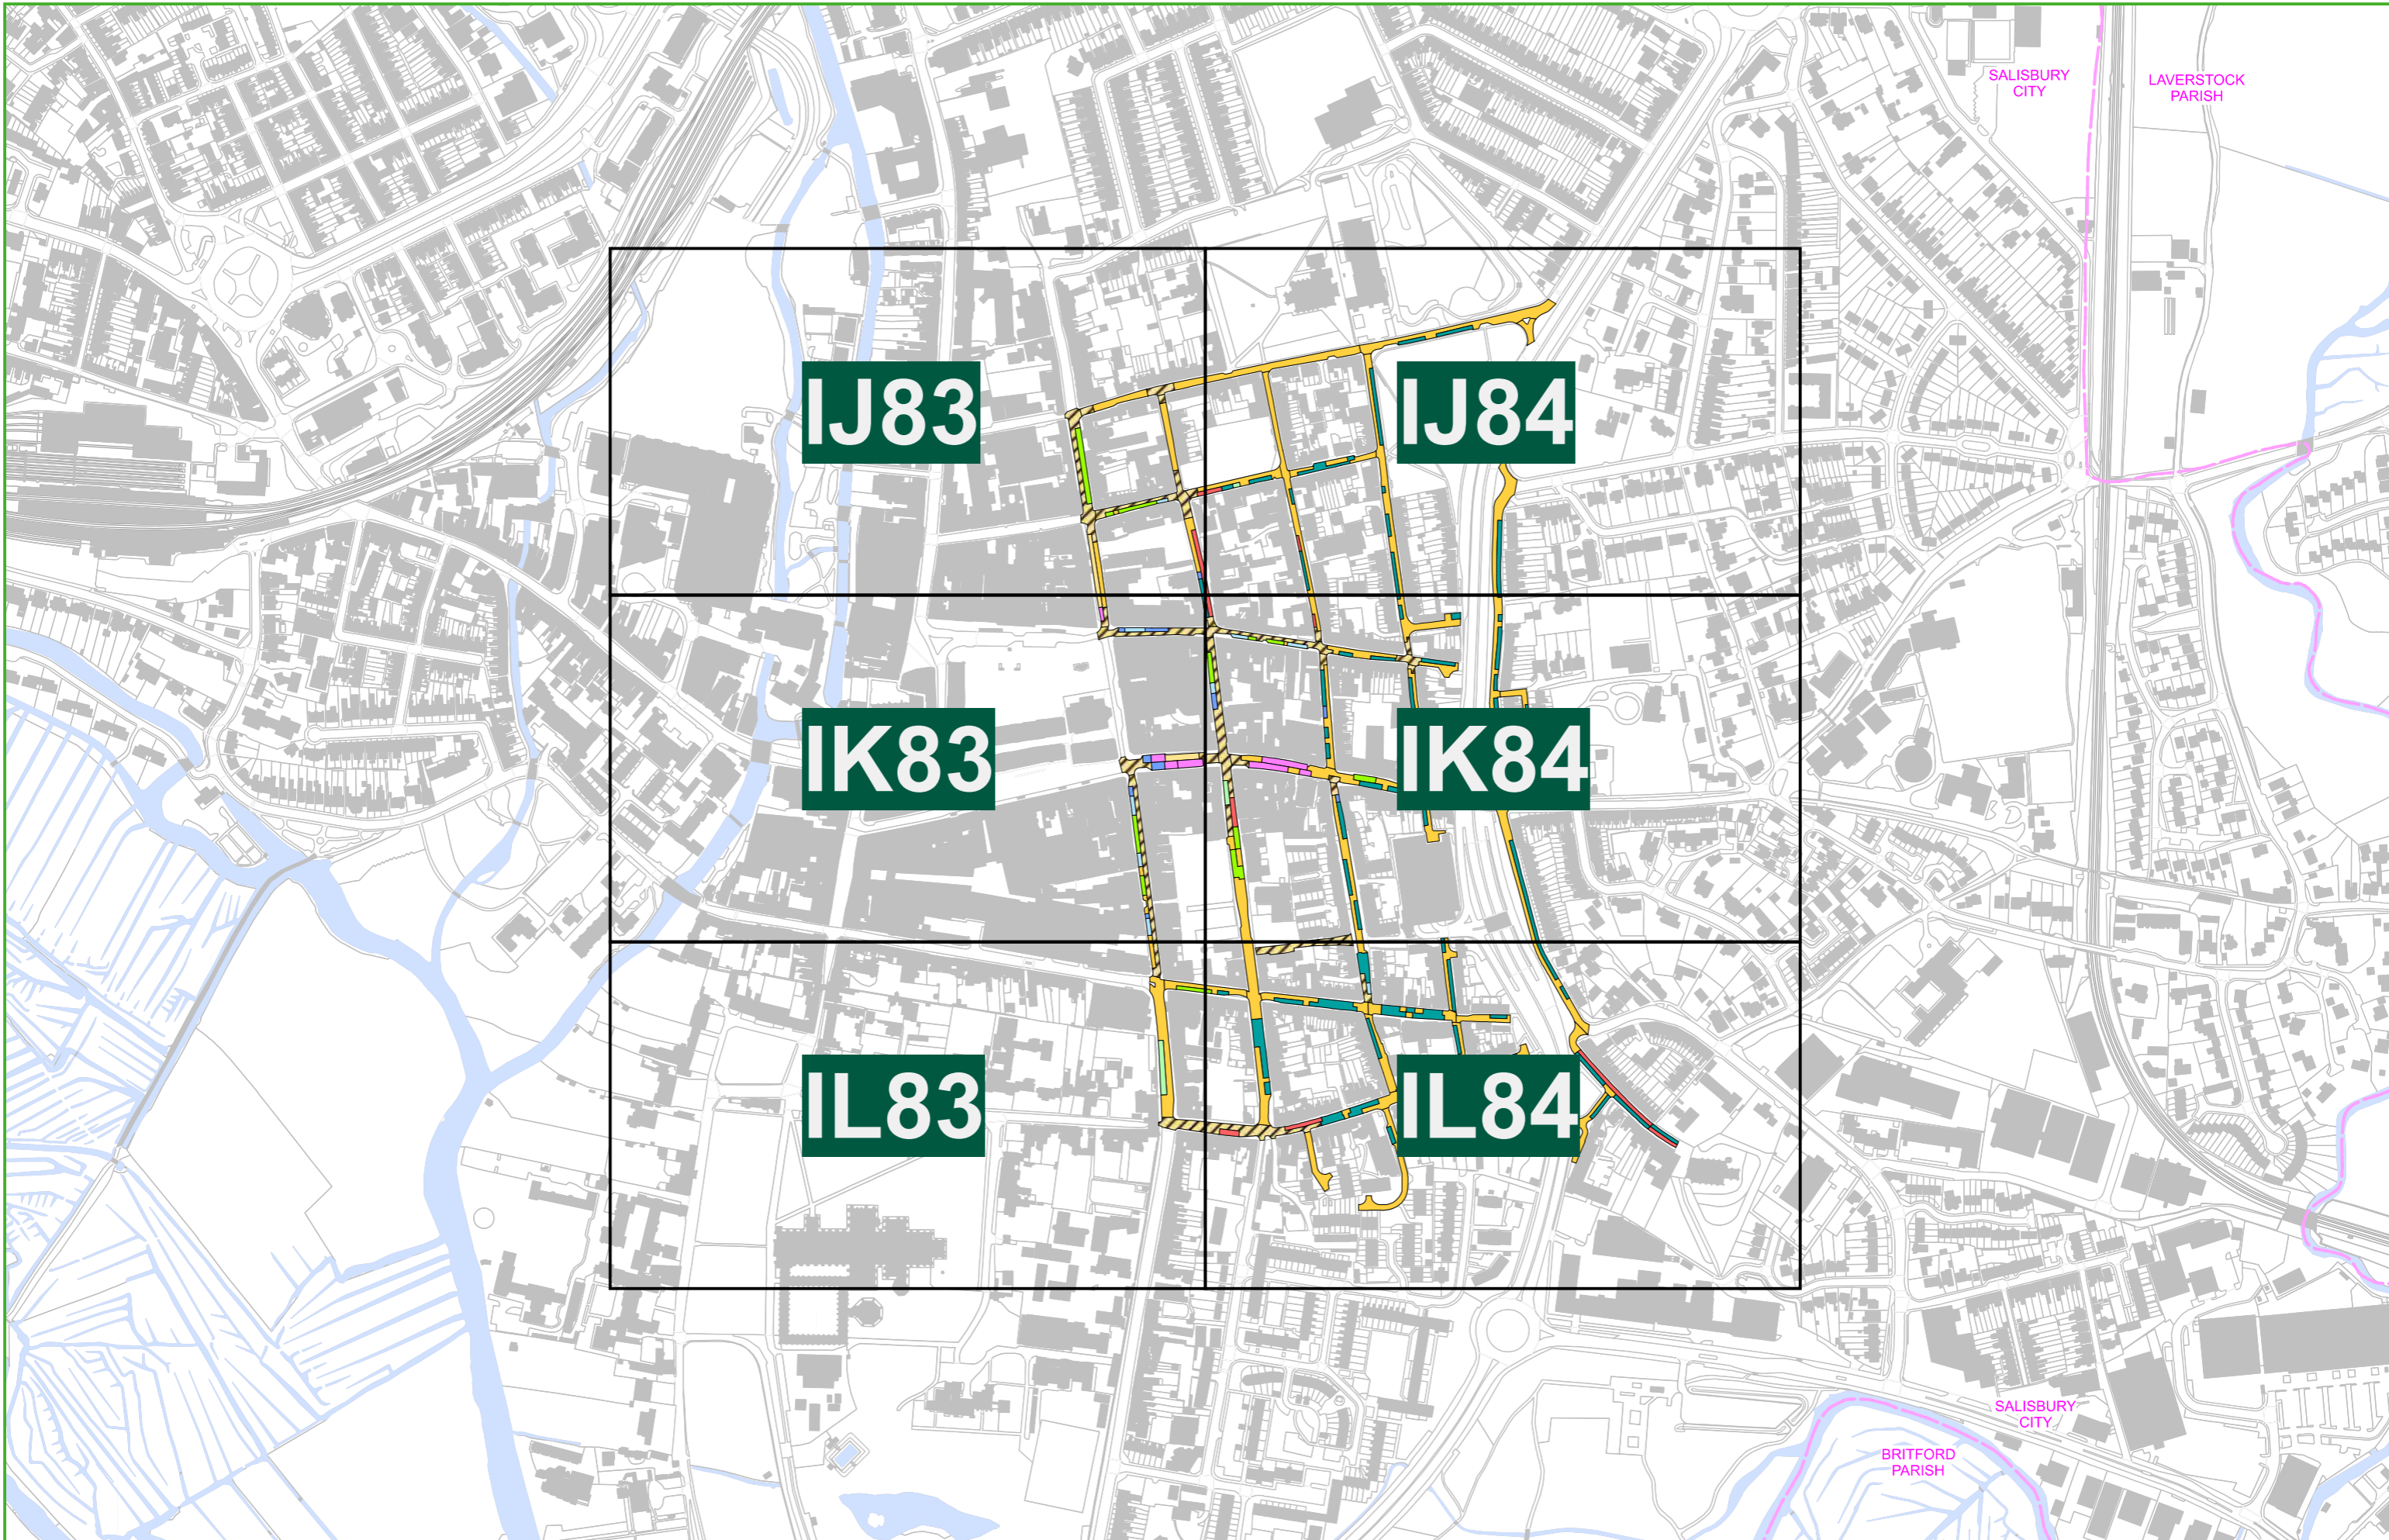 SALISBURY
CITY
LAVERSTOCK
PARISH
IJ83
IJ84
IK83
IK84
IL83
IL84
SALISBURY
CITY
BRITFORD
PARISH